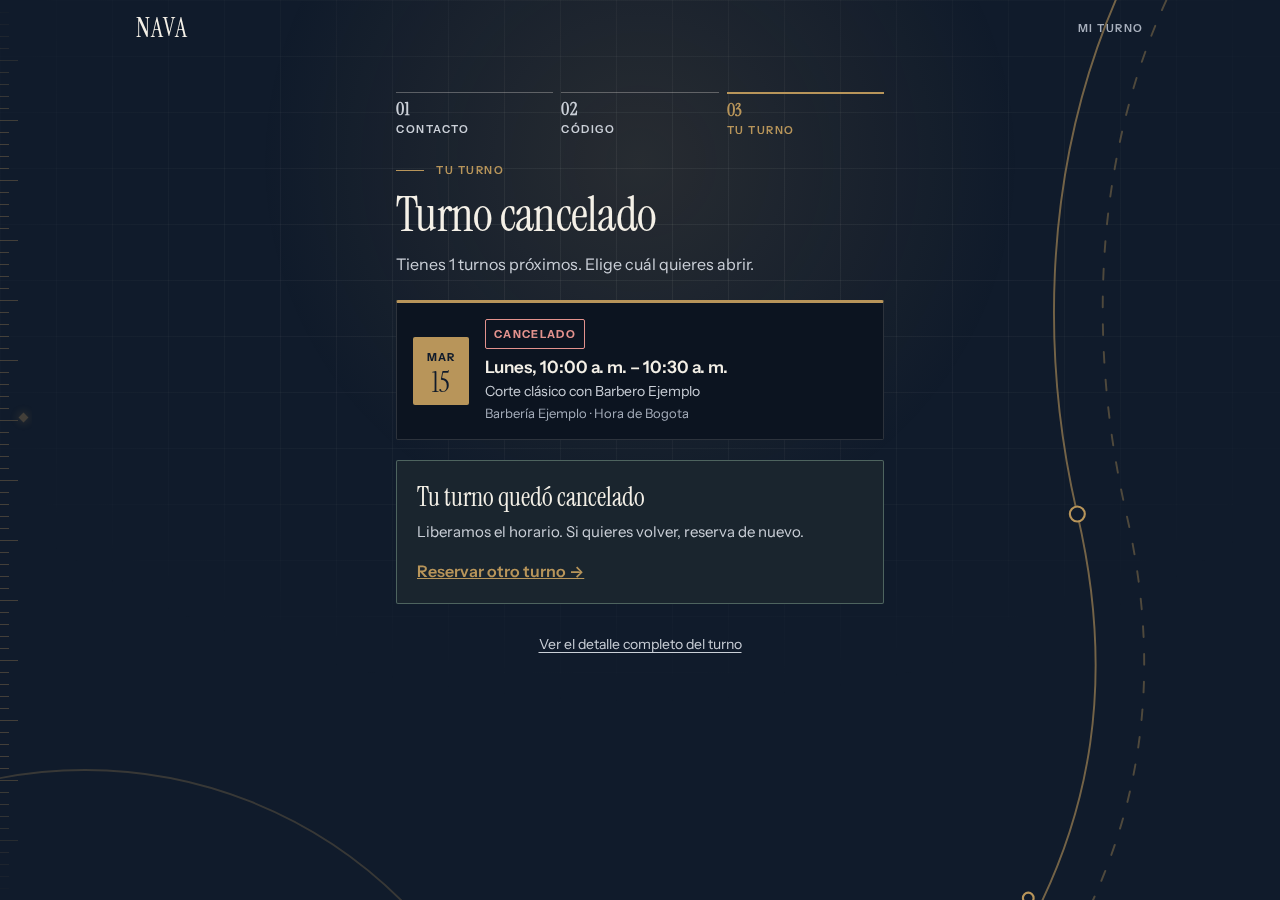 NAVA
MI TURNO
01
CONTACTO
02
CÓDIGO
03
TU TURNO
TU TURNO
Turno cancelado
Tienes 1 turnos próximos. Elige cuál quieres abrir.
CANCELADO
MAR
15
Lunes, 10:00 a. m. – 10:30 a. m.
Corte clásico con Barbero Ejemplo
Barbería Ejemplo · Hora de Bogota
Tu turno quedó cancelado
Liberamos el horario. Si quieres volver, reserva de nuevo.
Reservar otro turno →
Ver el detalle completo del turno